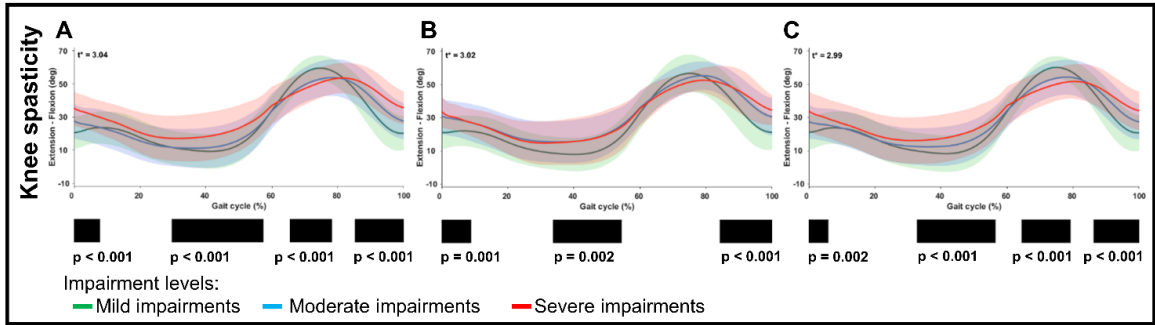 Knee spasticity
A
t* = 3.04
Extension - Flexion (deg)
70
50
30
10
-10
0 20 40 60 80 100
Gait cycle (%)
p < 0.001 p < 0.001 p < 0.001 p < 0.001
B
t* = 3.02
Extension - Flexion (deg)
70
50
30
10
-10
0 20 40 60 80 100
Gait cycle (%)
p = 0.001 p = 0.002 p < 0.001
C
t* = 2.99
Extension - Flexion (deg)
70
50
30
10
-10
0 20 40 60 80 100
Gait cycle (%)
p = 0.002 p < 0.001 p < 0.001 p < 0.001
Impairment levels:
Mild impairments Moderate impairments Severe impairments